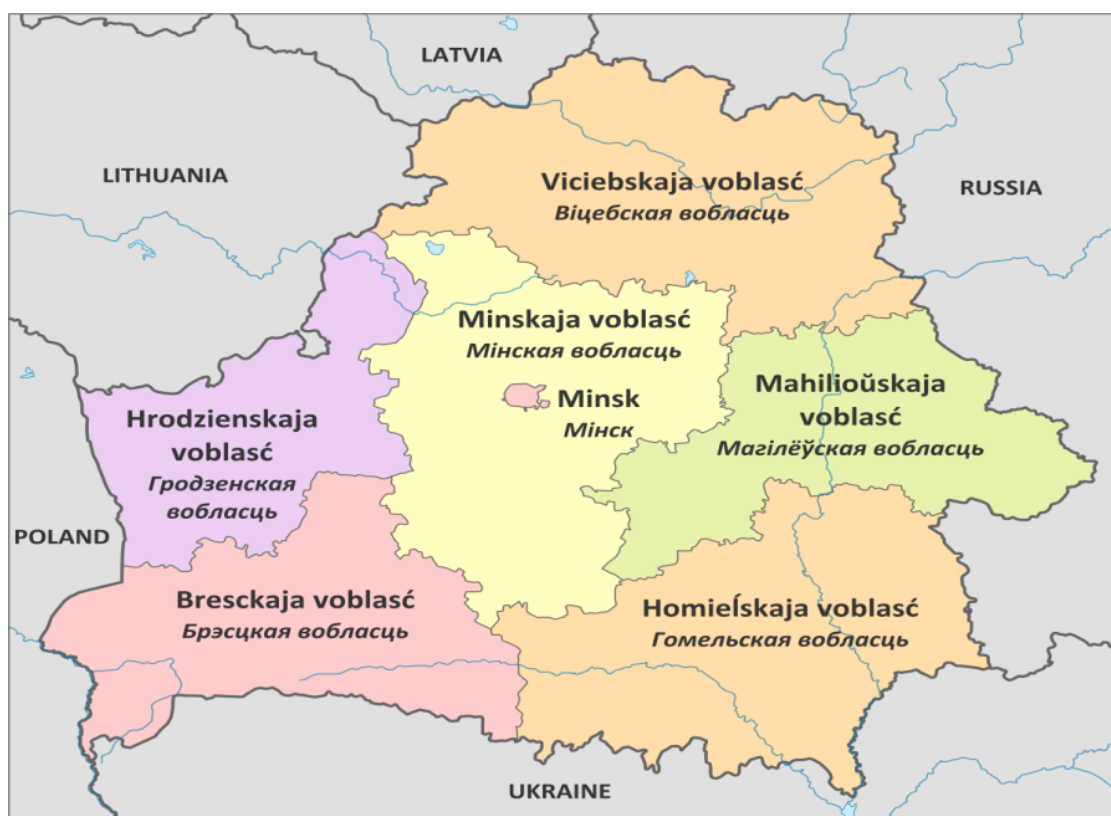 LATVIA
LITHUANIA
RUSSIA
Viciebskaja voblasć
Віцебская вобласць
Minskaja voblasć
Мінская вобласць
Minsk
Мінск
Mahilioŭskaja
voblasć
Магілёўская вобласць
Hrodzienskaja
voblasć
Гродзенская
вобласць
POLAND
Bresckaja voblasć
Брэсцкая вобласць
Homieĺskaja voblasć
Гомельская вобласць
UKRAINE